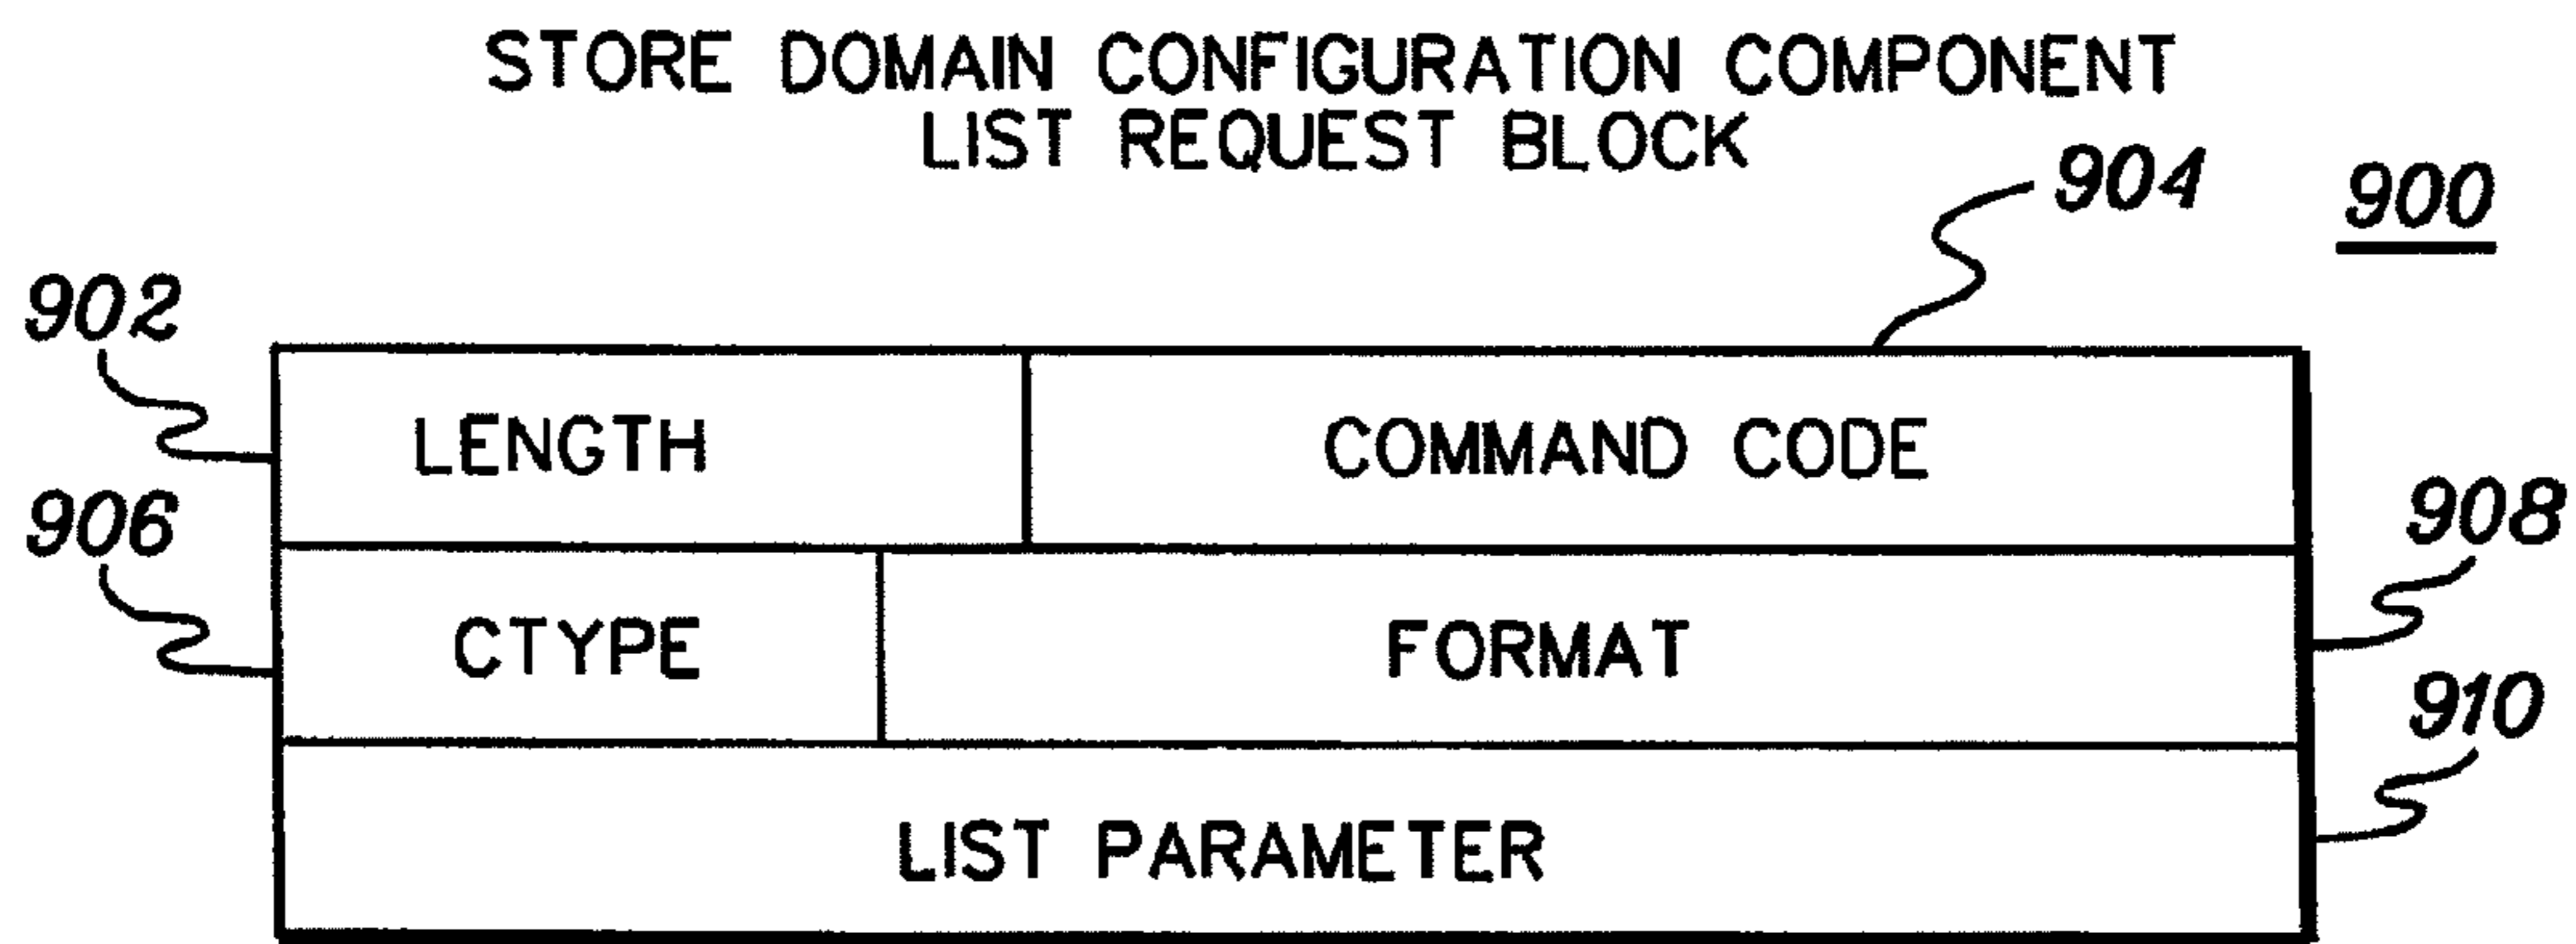 STORE DOMAIN CONFIGURATION COMPONENT
LIST REQUEST BLOCK
904
900
902
LENGTH
COMMAND CODE
906
CTYPE
FORMAT
908
LIST PARAMETER
910